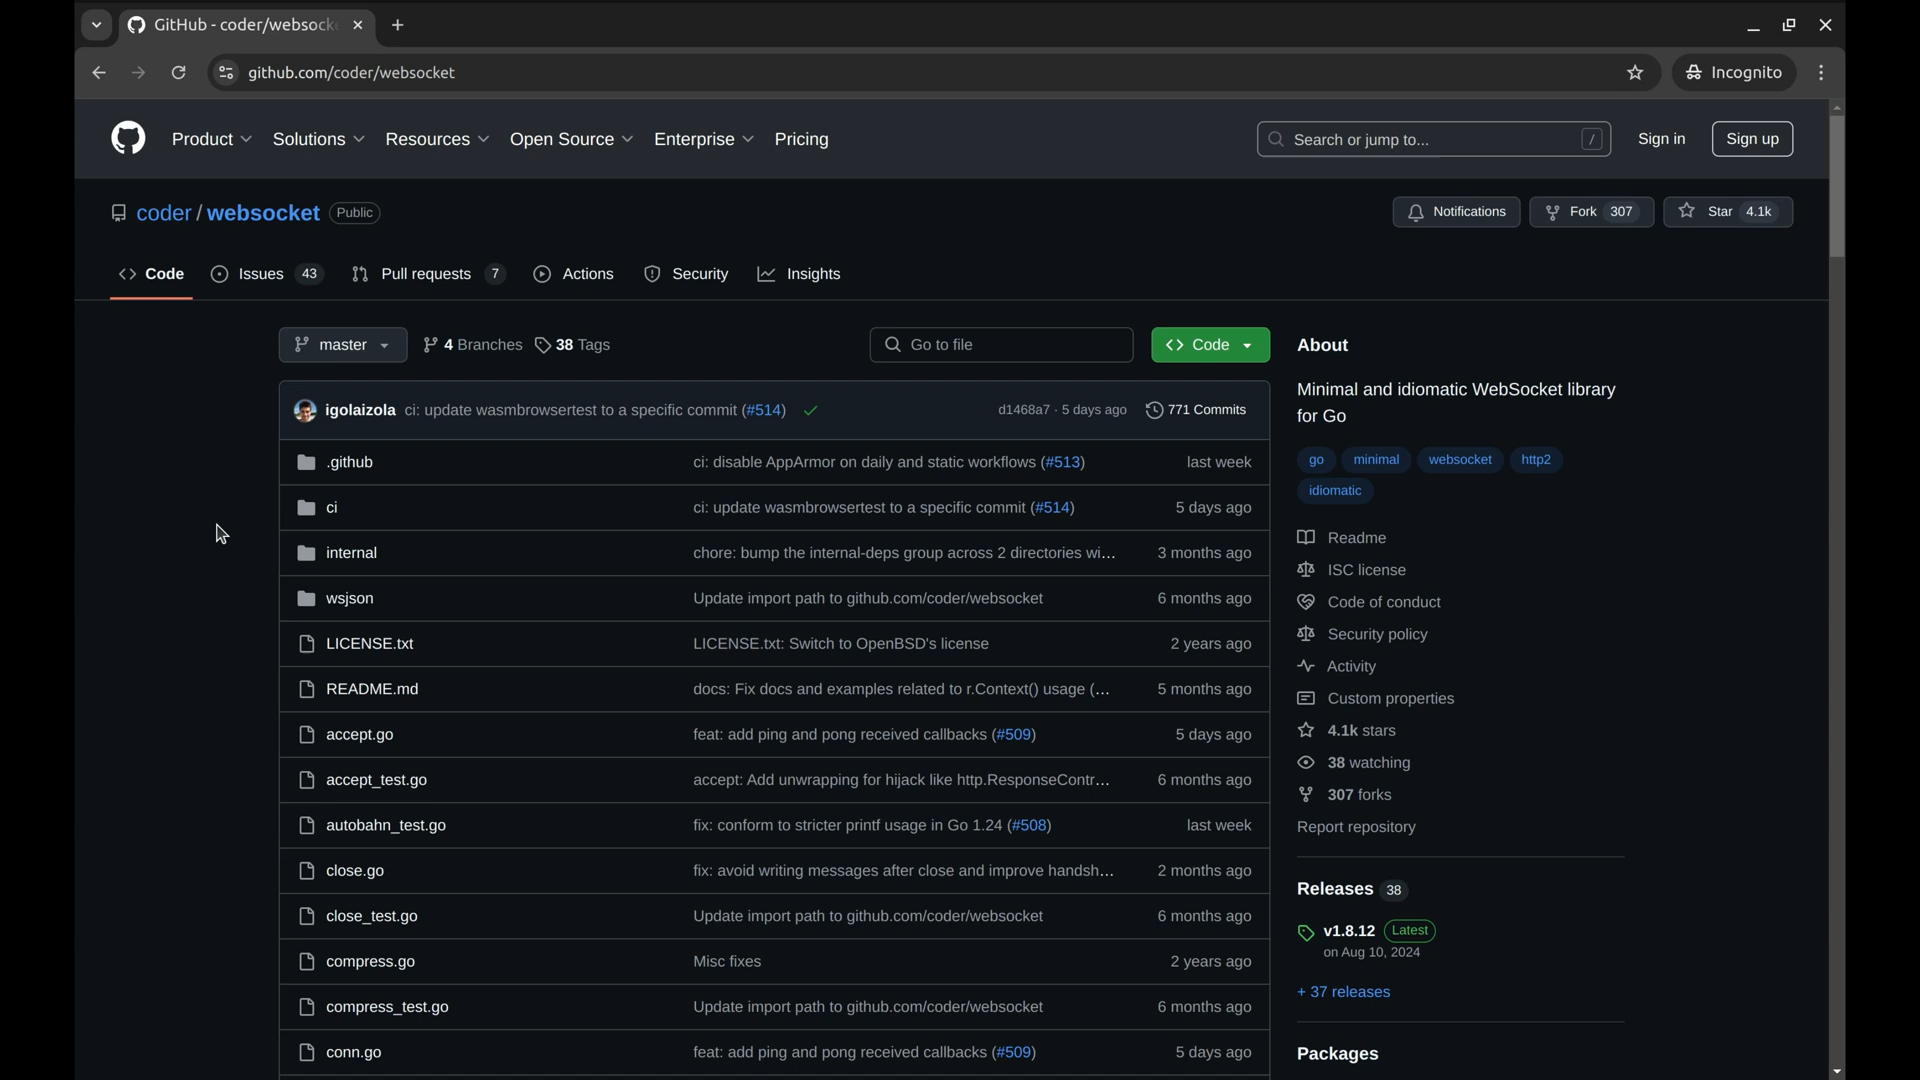 GitHub - coder/websocke
github.com/coder/websocket
Incognito
Product Solutions Resources Open Source Enterprise Pricing
Search or jump to... /
Sign in
Sign up
coder / websocket Public
Notifications
Fork 307
Star 4.1k
Code
Issues 43
Pull requests 7
Actions
Security
Insights
master
4 Branches
38 Tags
Go to file
Code
igolaizola ci: update wasmbrowsertest to a specific commit (#514) d1468a7 · 5 days ago 771 Commits
.github ci: disable AppArmor on daily and static workflows (#513) last week
ci ci: update wasmbrowsertest to a specific commit (#514) 5 days ago
internal chore: bump the internal-deps group across 2 directories wi... 3 months ago
wsjson Update import path to github.com/coder/websocket 6 months ago
LICENSE.txt LICENSE.txt: Switch to OpenBSD's license 2 years ago
README.md docs: Fix docs and examples related to r.Context() usage (... 5 months ago
accept.go feat: add ping and pong received callbacks (#509) 5 days ago
accept_test.go accept: Add unwrapping for hijack like http.ResponseContr... 6 months ago
autobahn_test.go fix: conform to stricter printf usage in Go 1.24 (#508) last week
close.go fix: avoid writing messages after close and improve handsh... 2 months ago
close_test.go Update import path to github.com/coder/websocket 6 months ago
compress.go Misc fixes 2 years ago
compress_test.go Update import path to github.com/coder/websocket 6 months ago
conn.go feat: add ping and pong received callbacks (#509) 5 days ago
About
Minimal and idiomatic WebSocket library
for Go
go minimal websocket http2
idiomatic
Readme
ISC license
Code of conduct
Security policy
Activity
Custom properties
4.1k stars
38 watching
307 forks
Report repository
Releases 38
v1.8.12 Latest
on Aug 10, 2024
+ 37 releases
Packages